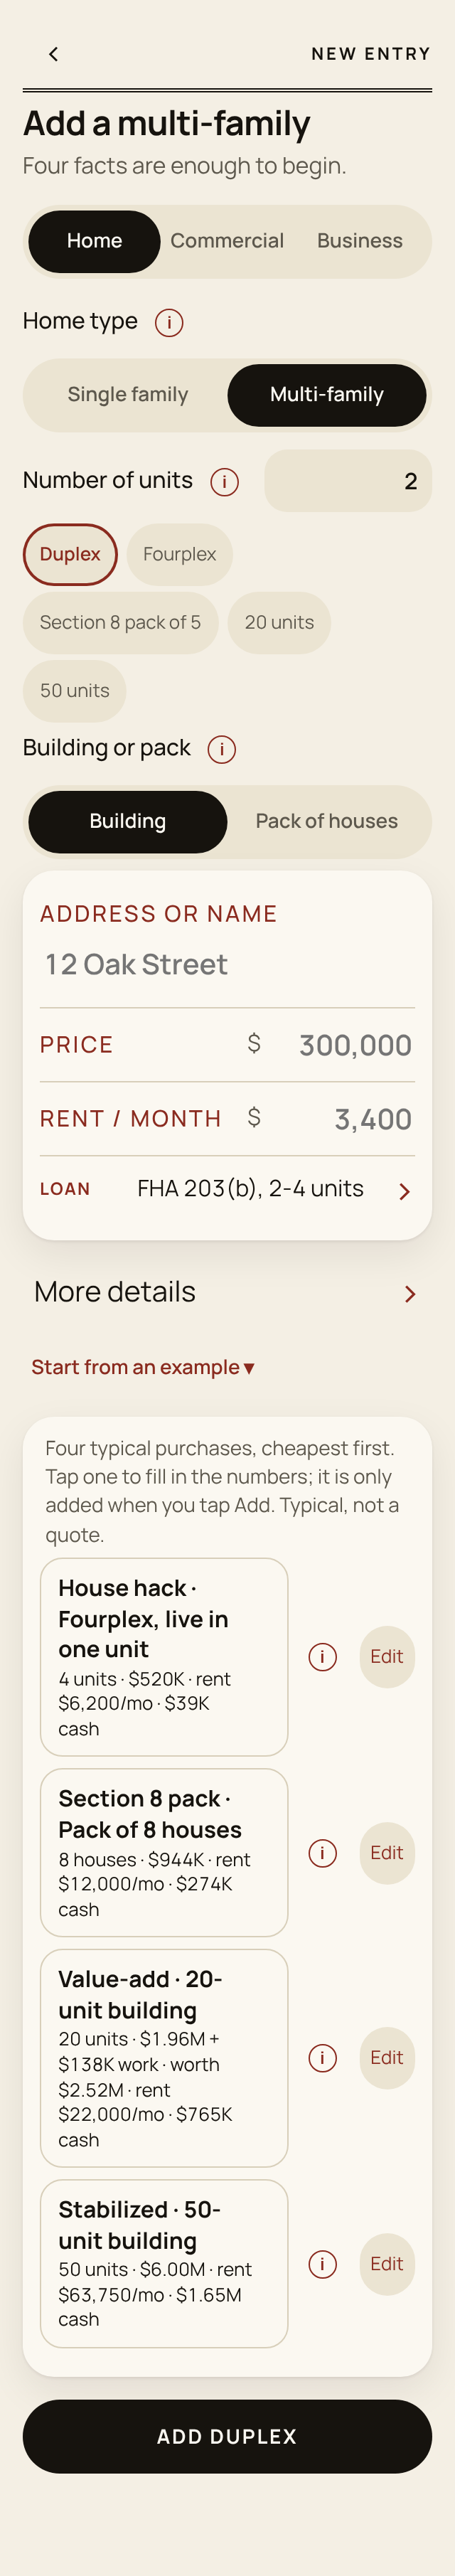 NEW ENTRY
Add a multi-family
Four facts are enough to begin.
Home Commercial Business
Home type i
Single family Multi-family
Number of units i 2
Duplex Fourplex
Section 8 pack of 5 20 units
50 units
Building or pack i
Building Pack of houses
ADDRESS OR NAME
12 Oak Street
PRICE $ 300,000
RENT / MONTH $ 3,400
LOAN FHA 203(b), 2-4 units
More details
Start from an example ▾
Four typical purchases, cheapest first.
Tap one to fill in the numbers; it is only
added when you tap Add. Typical, not a
quote.
House hack ·
Fourplex, live in
one unit
4 units · $520K · rent
$6,200/mo · $39K
cash
i Edit
Section 8 pack ·
Pack of 8 houses
8 houses · $944K · rent
$12,000/mo · $274K
cash
i Edit
Value-add · 20-
unit building
20 units · $1.96M +
$138K work · worth
$2.52M · rent
$22,000/mo · $765K
cash
i Edit
Stabilized · 50-
unit building
50 units · $6.00M · rent
$63,750/mo · $1.65M
cash
i Edit
ADD DUPLEX